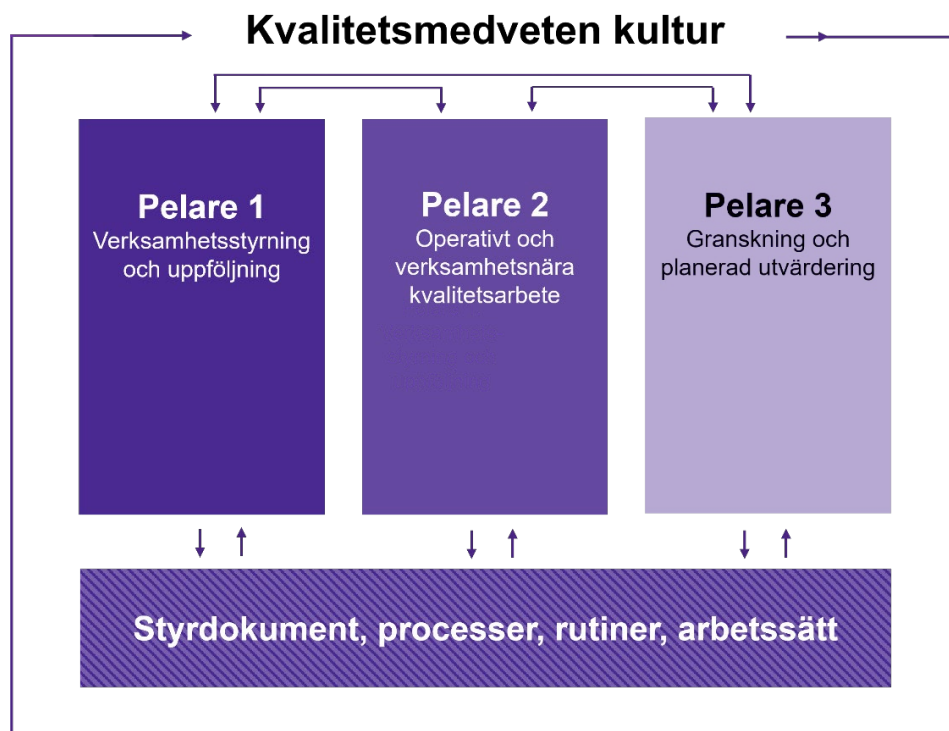 Kvalitetsmedveten kultur
Pelare 1
Verksamhetsstyrning
och uppföljning
Pelare 2
Operativt och
verksamhetsnära
kvalitetsarbete
Pelare 3
Granskning och
planerad utvärdering
Styrdokument, processer, rutiner, arbetssätt